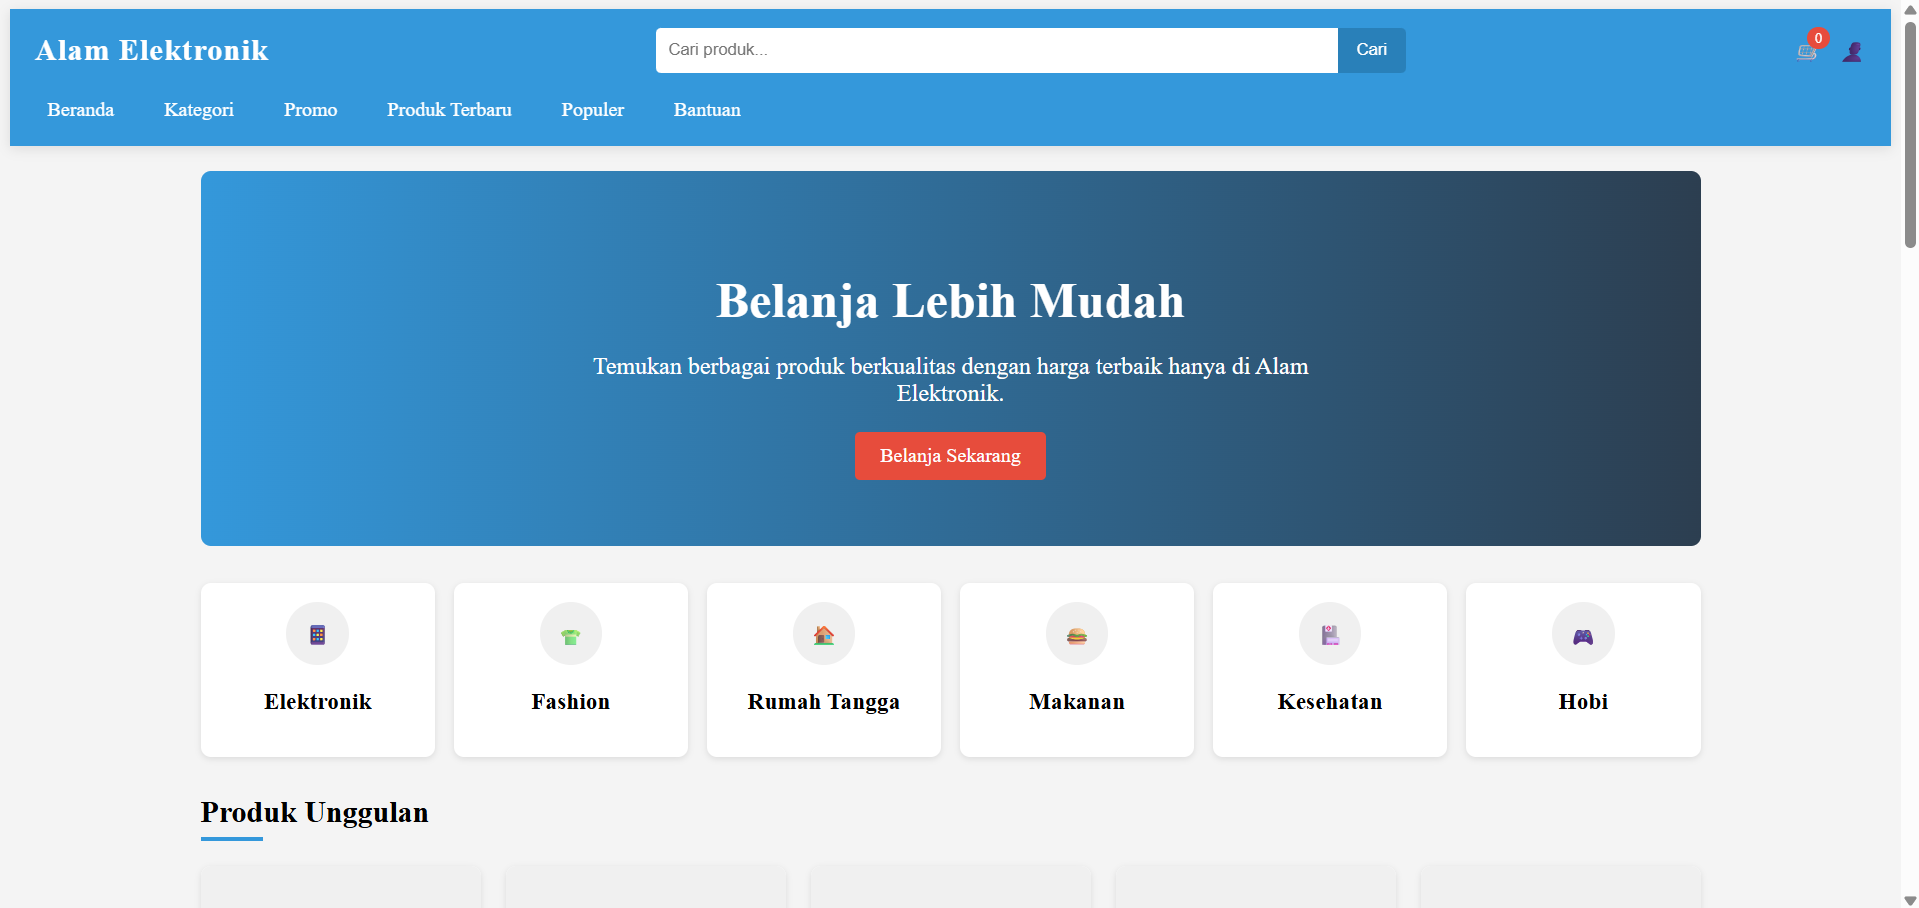 Alam Elektronik
Cari produk...
Cari
0
Beranda
Kategori
Promo
Produk Terbaru
Populer
Bantuan
Belanja Lebih Mudah
Temukan berbagai produk berkualitas dengan harga terbaik hanya di Alam
Elektronik.
Belanja Sekarang
Elektronik
Fashion
Rumah Tangga
Makanan
Kesehatan
Hobi
Produk Unggulan